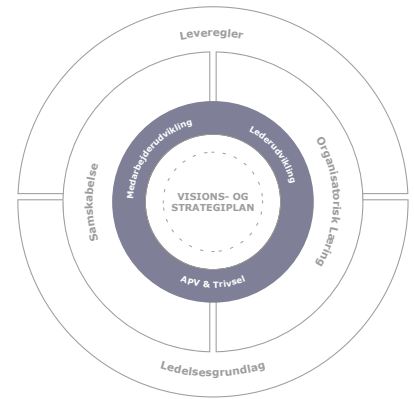 Leveregler
Medarbejderudvikling
Lederudvikling
Samskabelse
VISIONS- OG
STRATEGIPLAN
Organisatorisk Læring
APV & Trivsel
Ledelsesgrundlag